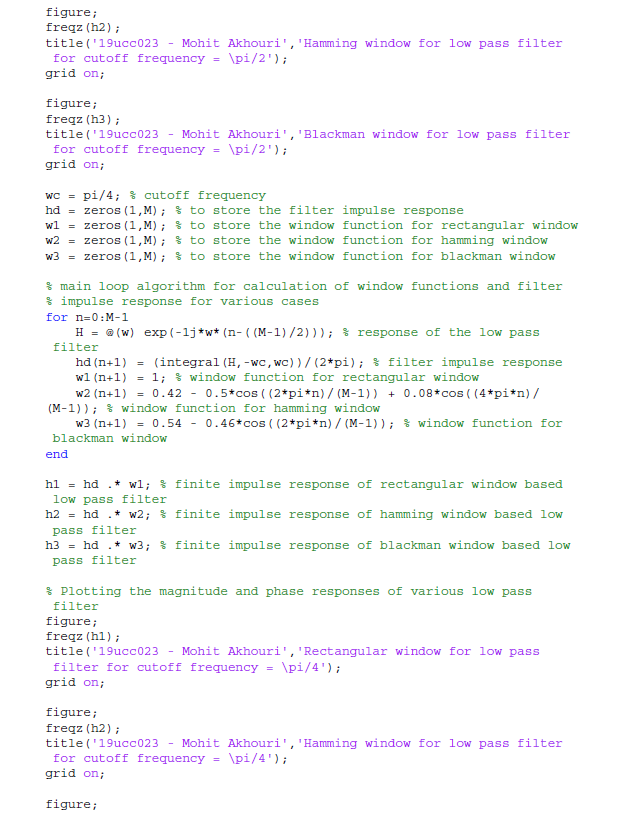 figure;
freqz(h2);
title('19ucc023 - Mohit Akhouri','Hamming window for low pass filter
for cutoff frequency = \pi/2');
grid on;
figure;
freqz(h3);
title('19ucc023 - Mohit Akhouri','Blackman window for low pass filter
for cutoff frequency = \pi/2');
grid on;
wc = pi/4; % cutoff frequency
hd = zeros(1,M); % to store the filter impulse response
w1 = zeros(1,M); % to store the window function for rectangular window
w2 = zeros(1,M); % to store the window function for hamming window
w3 = zeros(1,M); % to store the window function for blackman window
% main loop algorithm for calculation of window functions and filter
% impulse response for various cases
for n=0:M-1
H = @(w) exp(-1j*w*(n-((M-1)/2))); % response of the low pass
filter
hd(n+1) = (integral(H,-wc,wc))/(2*pi); % filter impulse response
w1(n+1) = 1; % window function for rectangular window
w2(n+1) = 0.42 - 0.5*cos((2*pi*n)/(M-1)) + 0.08*cos((4*pi*n)/
(M-1)); % window function for hamming window
w3(n+1) = 0.54 - 0.46*cos((2*pi*n)/(M-1)); % window function for
blackman window
end
h1 = hd .* w1; % finite impulse response of rectangular window based
low pass filter
h2 = hd .* w2; % finite impulse response of hamming window based low
pass filter
h3 = hd .* w3; % finite impulse response of blackman window based low
pass filter
% Plotting the magnitude and phase responses of various low pass
filter
figure;
freqz(h1);
title('19ucc023 - Mohit Akhouri','Rectangular window for low pass
filter for cutoff frequency = \pi/4');
grid on;
figure;
freqz(h2);
title('19ucc023 - Mohit Akhouri','Hamming window for low pass filter
for cutoff frequency = \pi/4');
grid on;
figure;